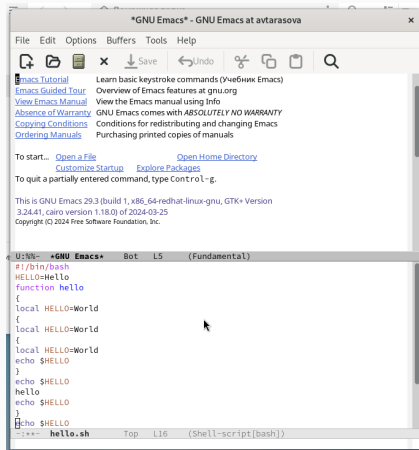 *GNU Emacs* - GNU Emacs at avtarasova
File Edit Options Buffers Tools Help
Save Undo
Emacs Tutorial Learn basic keystroke commands (Учебник Emacs)
Emacs Guided Tour Overview of Emacs features at gnu.org
View Emacs Manual View the Emacs manual using Info
Absence of Warranty GNU Emacs comes with ABSOLUTELY NO WARRANTY
Copying Conditions Conditions for redistributing and changing Emacs
Ordering Manuals Purchasing printed copies of manuals
To start... Open a File Open Home Directory
Customize Startup Explore Packages
To quit a partially entered command, type Control-g.
This is GNU Emacs 29.3 (build 1, x86_64-redhat-linux-gnu, GTK+ Version
3.24.41, cairo version 1.18.0) of 2024-03-25
Copyright (C) 2024 Free Software Foundation, Inc.
U:%%- *GNU Emacs* Bot L5 (Fundamental)
#!/bin/bash
HELLO=Hello
function hello
{
local HELLO=World
{
local HELLO=World
{
local HELLO=World
echo $HELLO
}
echo $HELLO
hello
echo $HELLO
}
echo $HELLO
-:**- hello.sh Top L16 (Shell-script[bash])